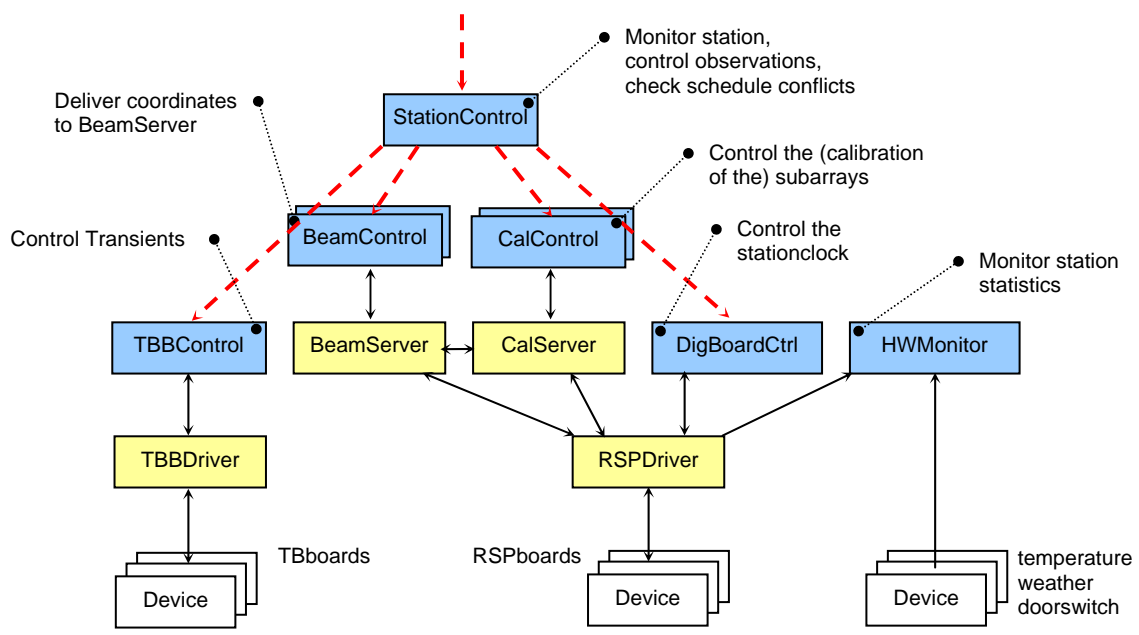 Monitor station,
control observations,
check schedule conflicts
Deliver coordinates
to BeamServer
StationControl
Control the (calibration
of the) subarrays
BeamControl
CalControl
Control Transients
Control the
stationclock
Monitor station
statistics
TBBControl
BeamServer
CalServer
DigBoardCtrl
HWMonitor
TBBDriver
RSPDriver
TBboards
RSPboards
temperature
weather
doorswitch
Device
Device
Device